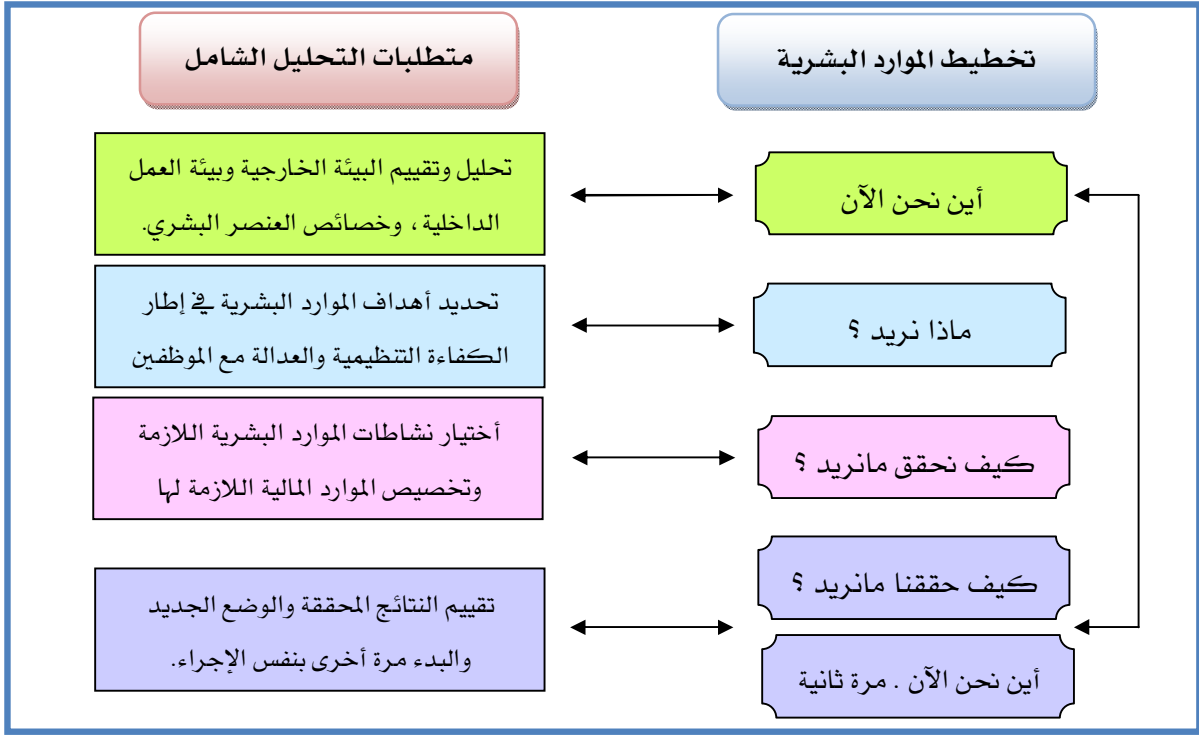 تخطيط الموارد البشرية
متطلبات التحليل الشامل
أين نحن الآن
تحليل وتقييم البيئة الخارجية وبيئة العمل
الداخلية، وخصائص العنصر البشري.
ماذا نريد ؟
تحديد أهداف الموارد البشرية في إطار
الكفاءة التنظيمية والعدالة مع الموظفين
كيف نحقق مانريد ؟
أختيار نشاطات الموارد البشرية اللازمة
وتخصيص الموارد المالية اللازمة لها
كيف حققنا مانريد ؟
أين نحن الآن . مرة ثانية
تقييم النتائج المحققة والوضع الجديد
والبدء مرة أخرى بنفس الإجراء.